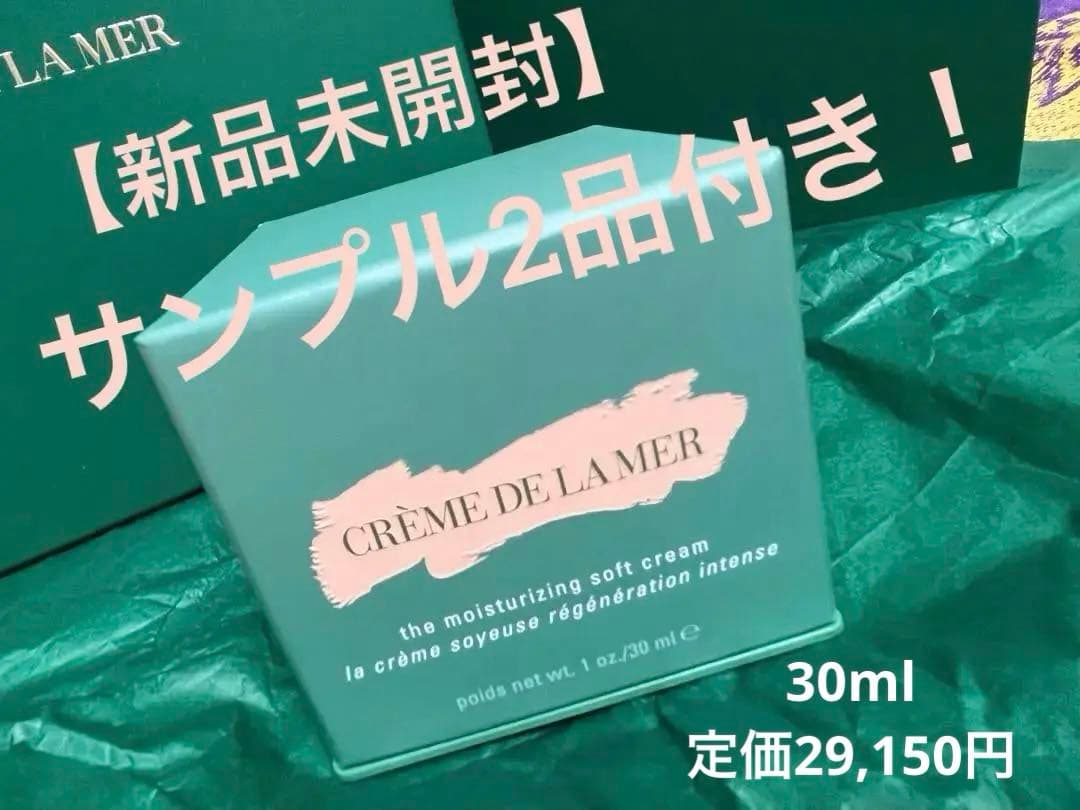 LA MER
【新品未開封】
サンプル2品付き！
CRÈME DE LA MER
the moisturizing soft cream
la crème soyeuse régénération intense
poids net wt. 1 oz./30 ml ℮
30ml
定価29,150円